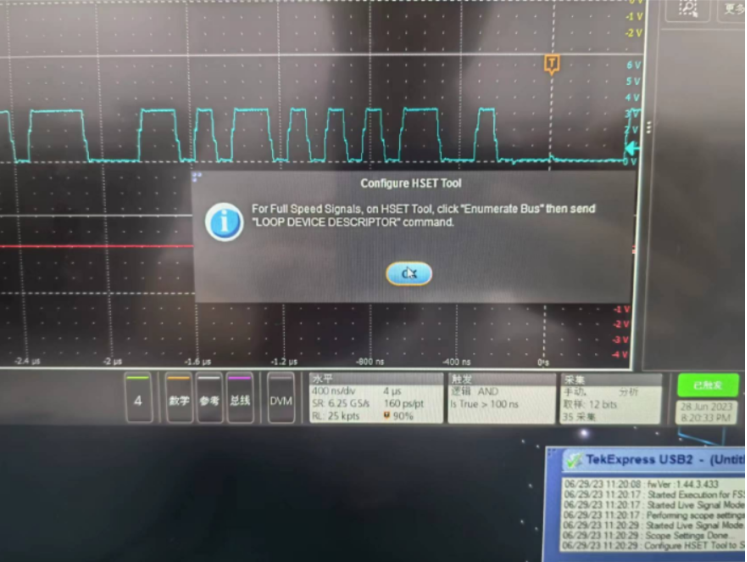 -1 V
-2 V
更多
6 V
5 V
4 V
2 V
0 V
Configure HSET Tool
For Full Speed Signals, on HSET Tool, click "Enumerate Bus" then send
"LOOP DEVICE DESCRIPTOR" command.
OK
-1 V
-2 V
-3 V
-4 V
-2.4 µs
-2 µs
-1.6 µs
-1.2 µs
-800 ns
-400 ns
0 s
4
数学
参考
总线
DVM
水平
400 ns/div 4 µs
SR: 6.25 GS/s 160 ps/pt
RL: 25 kpts 90%
触发
逻辑 AND
Is True > 100 ns
采集
手动, 分析
取样: 12 bits
35 采集
已触发
28 Jun 2023
8:20:33 PM
TekExpress USB2 - (Untitl
06/29/23 11:20:08 : fwVer : 1.44.3.433
06/29/23 11:20:17 : Started Execution for FS
06/29/23 11:20:17 : Started Live Signal Mode
06/29/23 11:20:17 : Performing scope settings
06/29/23 11:20:29 : Started Live Signal Mode
06/29/23 11:20:29 : Scope Settings Done...
06/29/23 11:20:29 : Configure HSET Tool to S